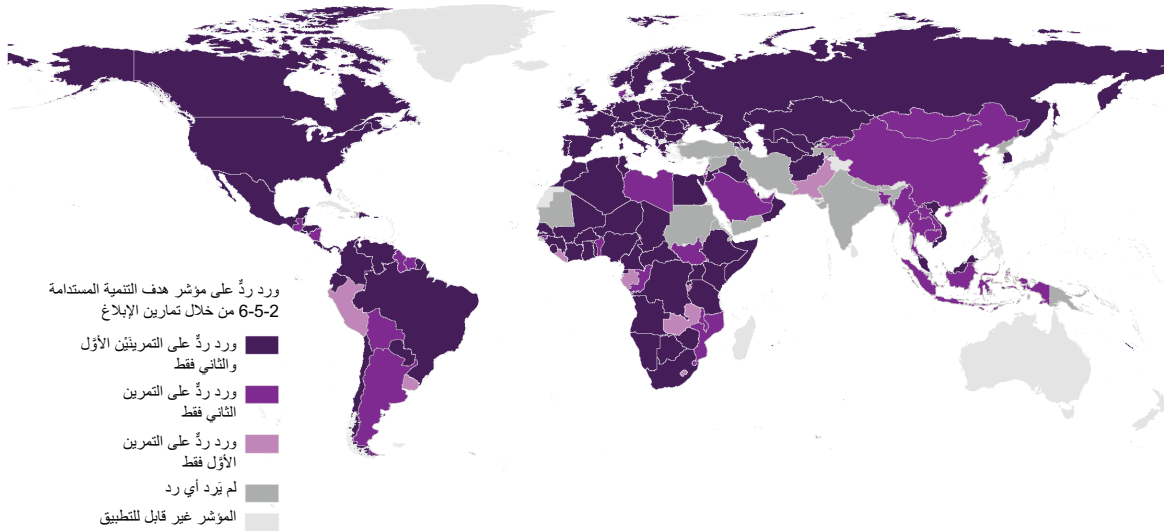 ورد ردٌّ على مؤشر هدف التنمية المستدامة
6-5-2 من خلال تمارين الإبلاغ
ورد ردٌّ على التمرينَيْن الأوَّل
والثاني فقط
ورد ردٌّ على التمرين
الثاني فقط
ورد ردٌّ على التمرين
الأوَّل فقط
لم يَرِد أي رد
المؤشر غير قابل للتطبيق